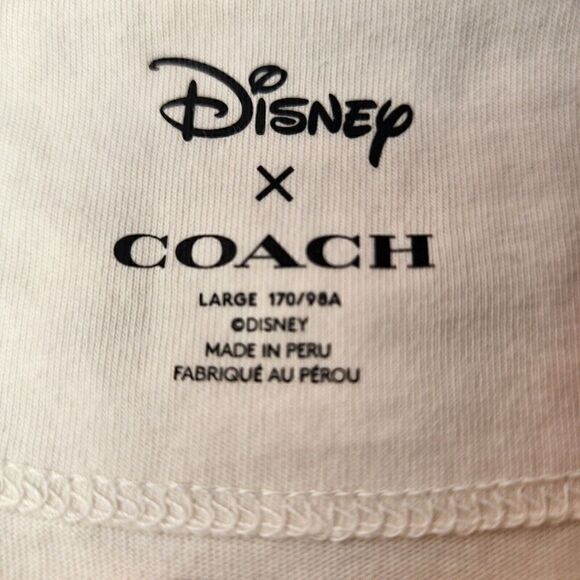 Disney
×
COACH
LARGE 170/98A
©DISNEY
MADE IN PERU
FABRIQUÉ AU PÉROU